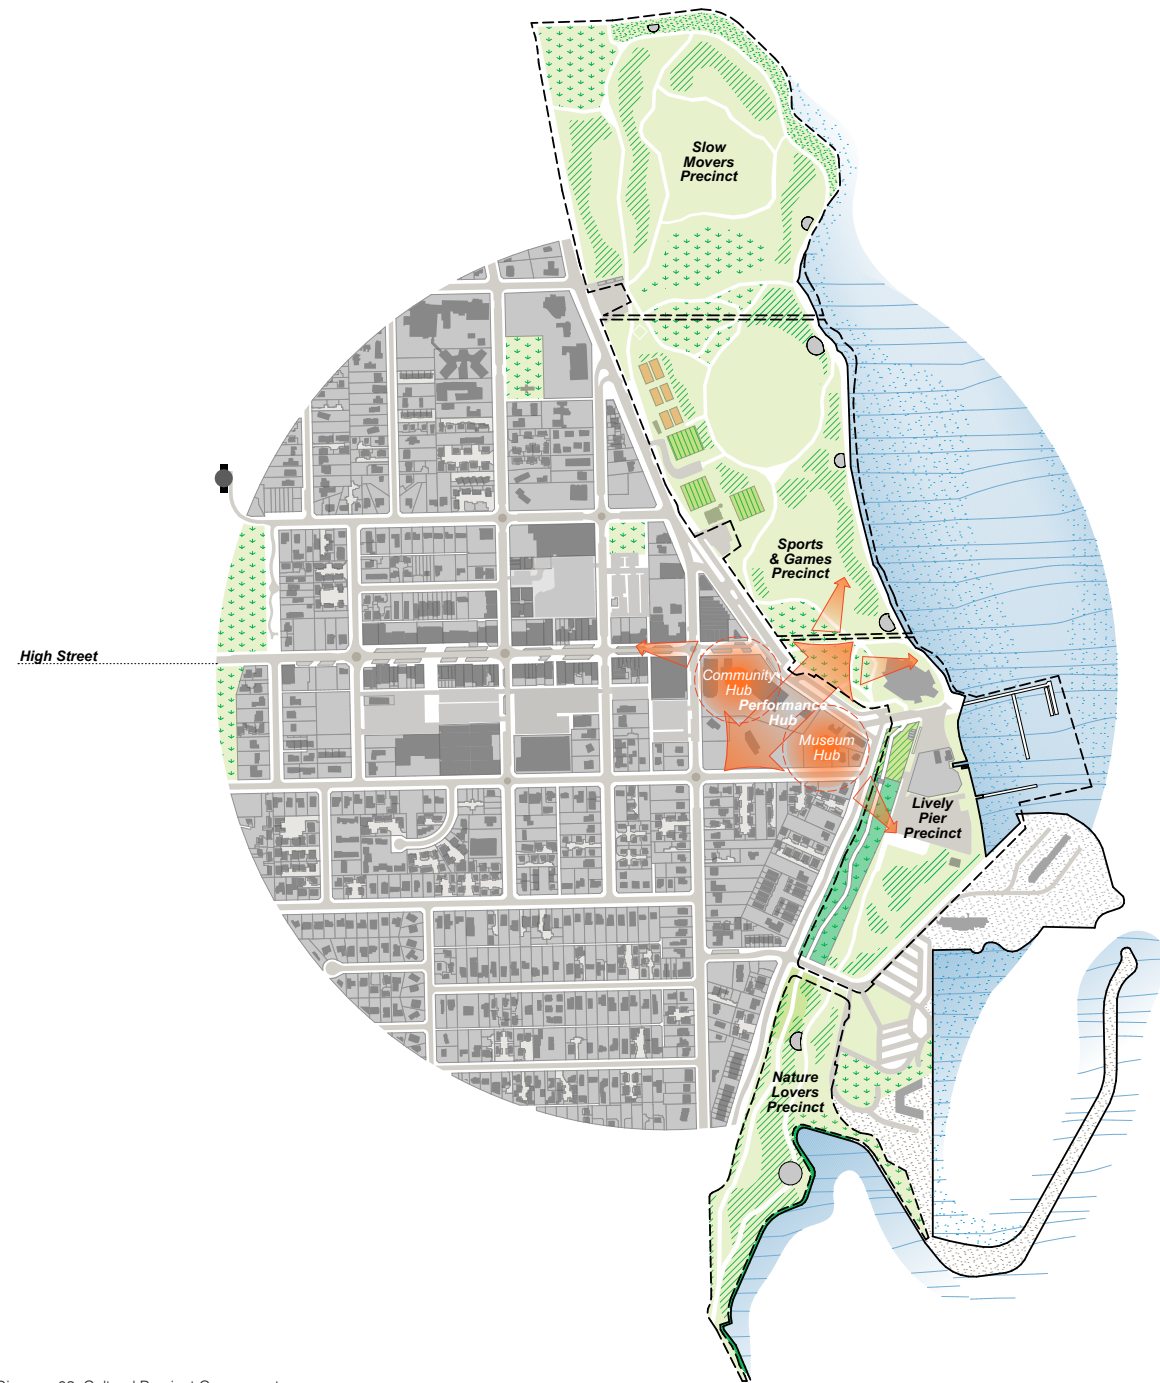 Slow
Movers
Precinct
Sports
& Games
Precinct
High Street
Community
Hub
Performance
Hub
Museum
Hub
Lively
Pier
Precinct
Nature
Lovers
Precinct